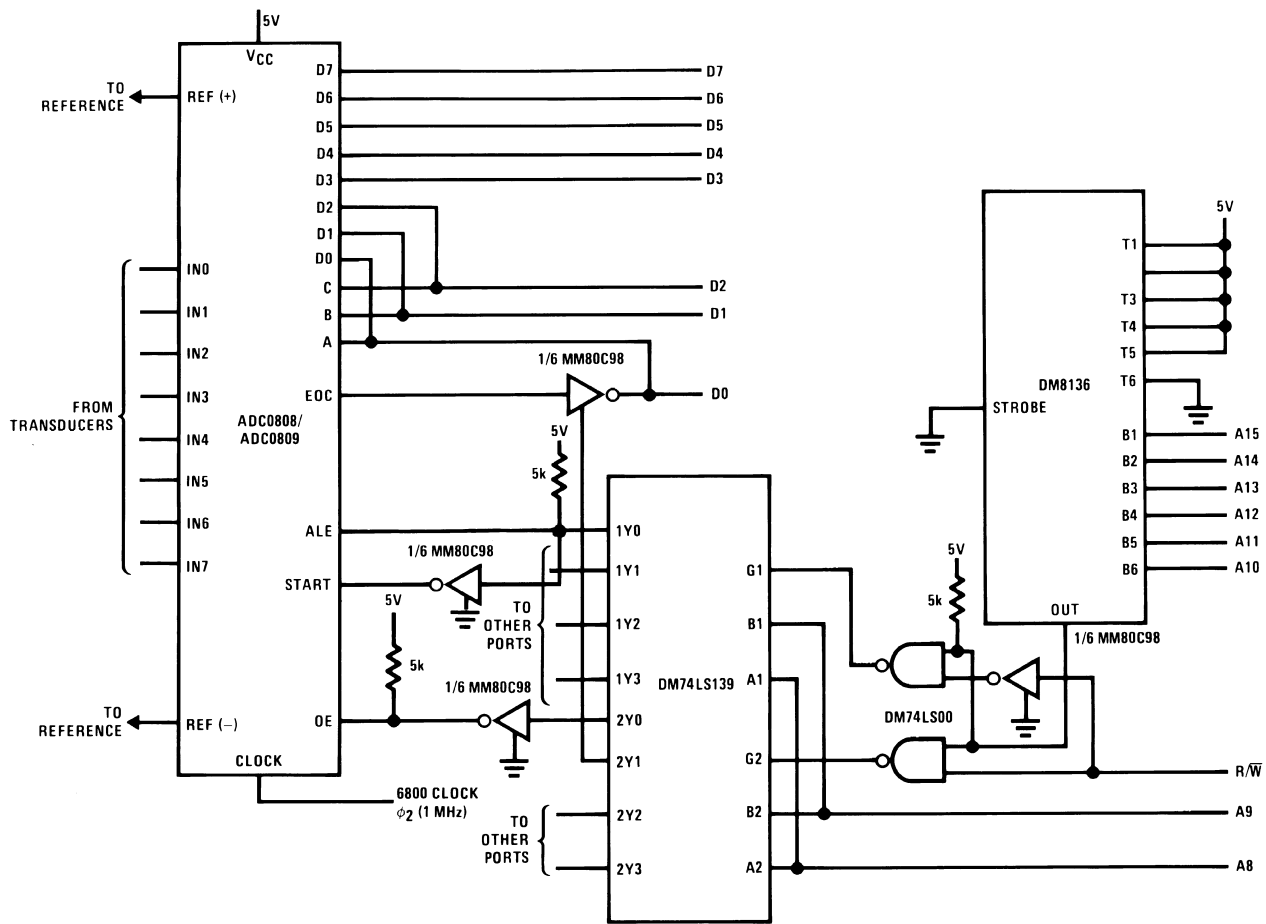 5V
VCC
D7
D7
TO
REFERENCE
REF (+)
D6
D6
D5
D5
D4
D4
D3
D3
D2
D1
D0
C
D2
B
D1
A
IN0
IN1
IN2
IN3
IN4
IN5
IN6
IN7
FROM
TRANSDUCERS
ADC0808/
ADC0809
EOC
1/6 MM80C98
D0
5V
5k
ALE
1Y0
1/6 MM80C98
START
1Y1
TO
OTHER
PORTS
1Y2
1Y3
5V
5k
1/6 MM80C98
OE
2Y0
2Y1
TO
REFERENCE
REF (−)
CLOCK
6800 CLOCK
ϕ2 (1 MHz)
TO
OTHER
PORTS
2Y2
2Y3
DM74LS139
G1
B1
A1
G2
B2
A2
5V
T1
T3
T4
T5
T6
DM8136
STROBE
B1
A15
B2
A14
B3
A13
B4
A12
B5
A11
B6
A10
OUT
5V
5k
1/6 MM80C98
DM74LS00
R/W̅
A9
A8